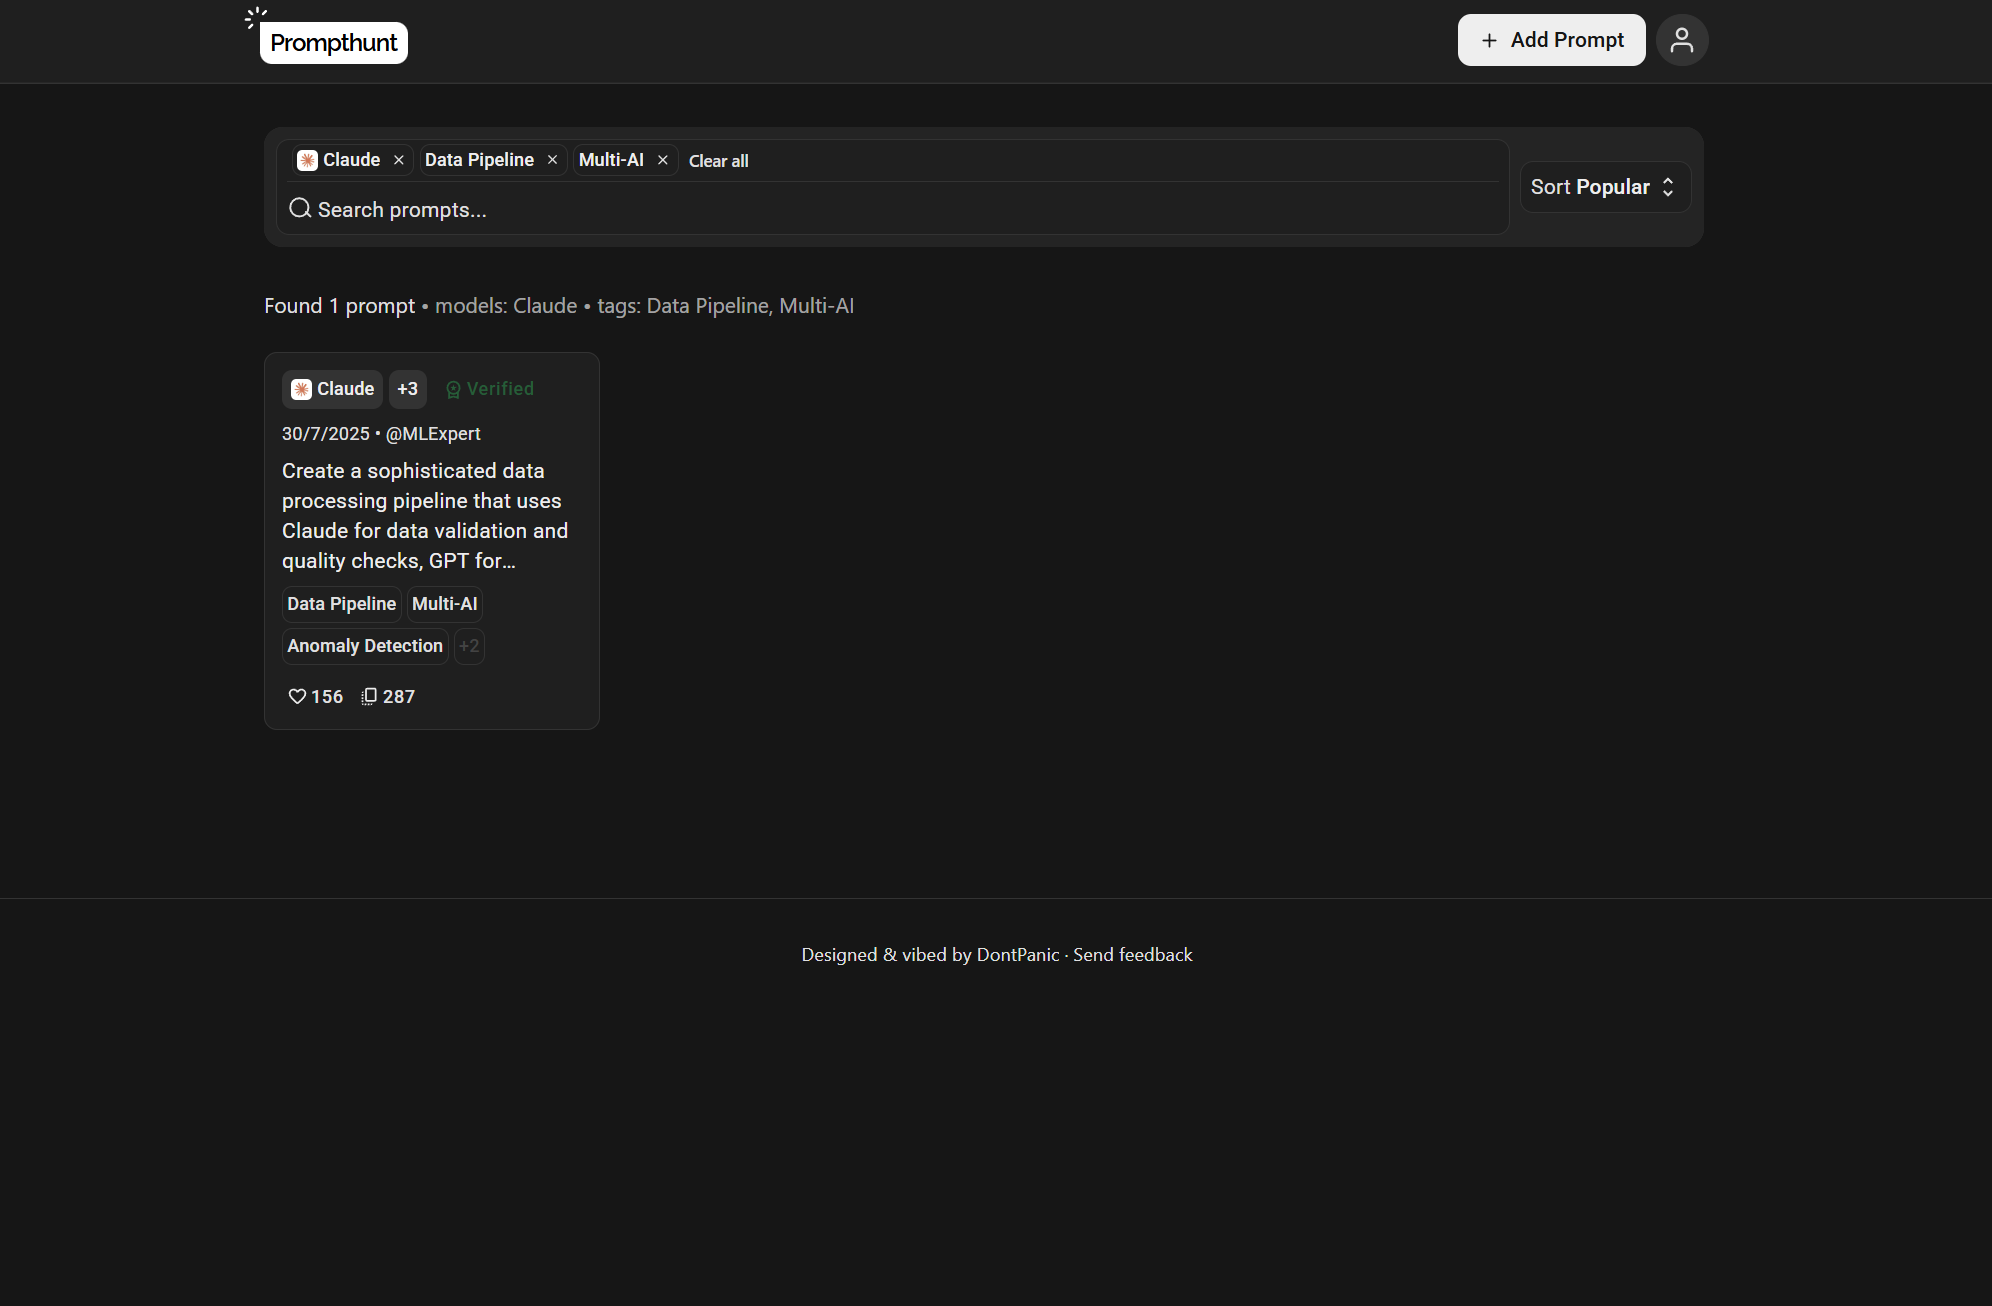 Prompthunt
+ Add Prompt
Claude × Data Pipeline × Multi-AI × Clear all
Search prompts...
Sort Popular
Found 1 prompt • models: Claude • tags: Data Pipeline, Multi-AI
Claude +3 Verified
30/7/2025 • @MLExpert
Create a sophisticated data
processing pipeline that uses
Claude for data validation and
quality checks, GPT for...
Data Pipeline Multi-AI
Anomaly Detection +2
156 287
Designed & vibed by DontPanic · Send feedback